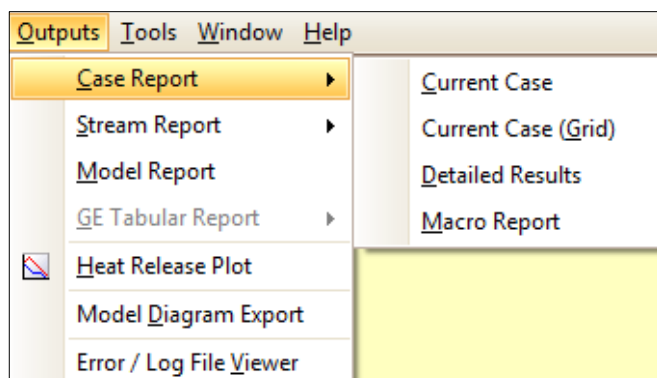 Outputs Tools Window Help
Case Report
Stream Report
Model Report
GE Tabular Report
Heat Release Plot
Model Diagram Export
Error / Log File Viewer
Current Case
Current Case (Grid)
Detailed Results
Macro Report